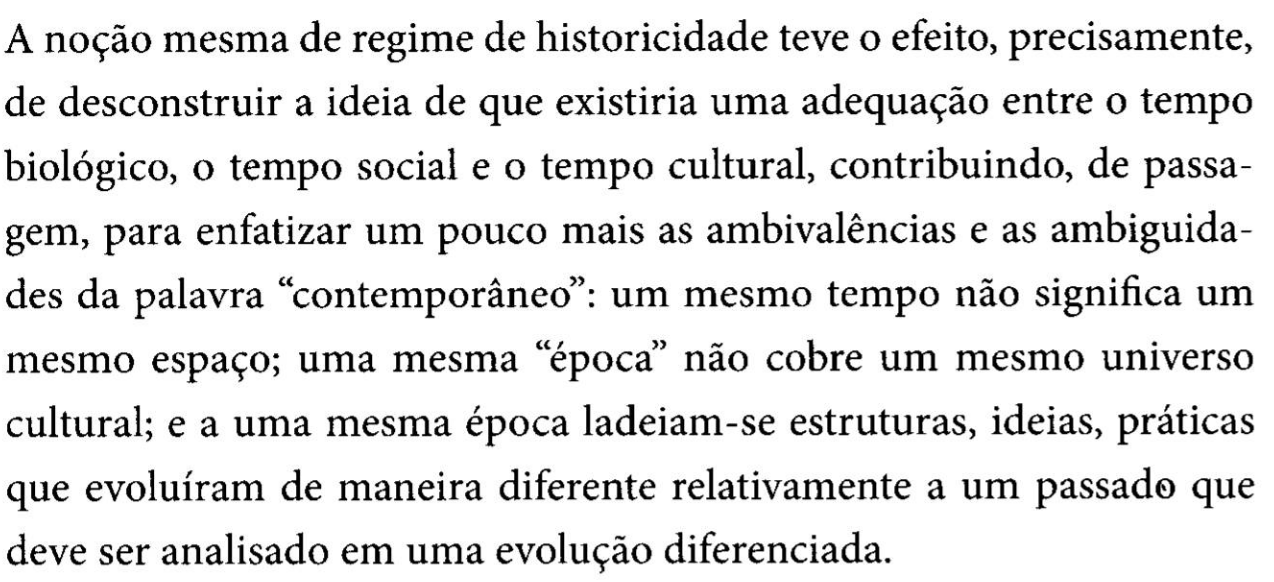 A noção mesma de regime de historicidade teve o efeito, precisamente,
de desconstruir a ideia de que existiria uma adequação entre o tempo
biológico, o tempo social e o tempo cultural, contribuindo, de passa-
gem, para enfatizar um pouco mais as ambivalências e as ambiguida-
des da palavra “contemporâneo”: um mesmo tempo não significa um
mesmo espaço; uma mesma “época” não cobre um mesmo universo
cultural; e a uma mesma época ladeiam-se estruturas, ideias, práticas
que evoluíram de maneira diferente relativamente a um passado que
deve ser analisado em uma evolução diferenciada.